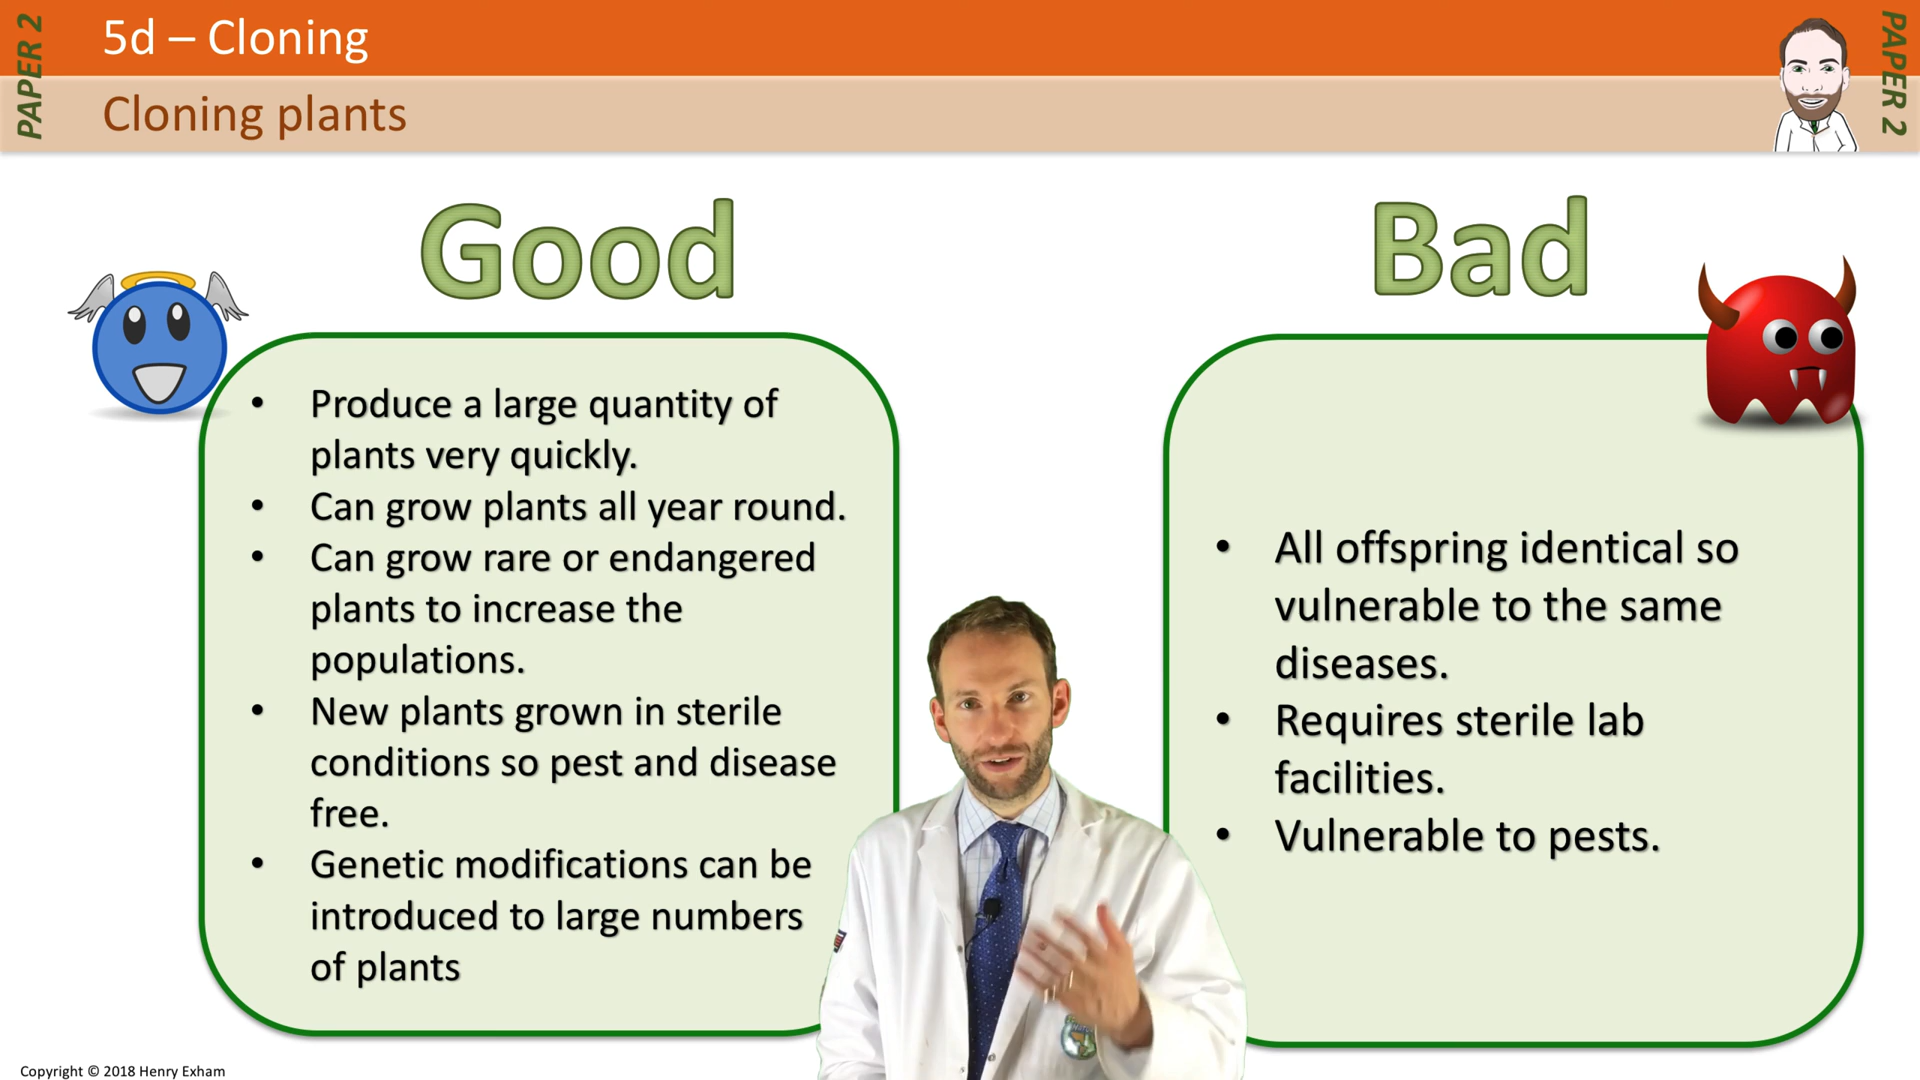 PAPER 2
5d – Cloning
PAPER 2
Cloning plants
Good
• Produce a large quantity of
plants very quickly.
• Can grow plants all year round.
• Can grow rare or endangered
plants to increase the
populations.
• New plants grown in sterile
conditions so pest and disease
free.
• Genetic modifications can be
introduced to large numbers
of plants
Bad
• All offspring identical so
vulnerable to the same
diseases.
• Requires sterile lab
facilities.
• Vulnerable to pests.
Copyright © 2018 Henry Exham